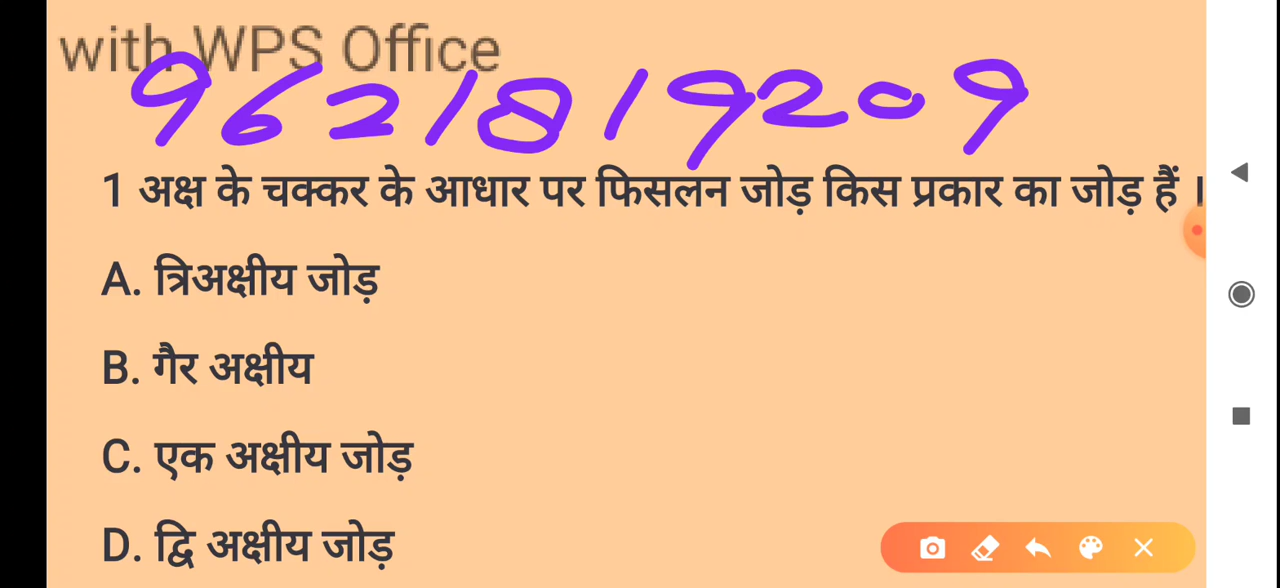 with WPS Office
9621819209
1 अक्ष के चक्कर के आधार पर फिसलन जोड़ किस प्रकार का जोड़ हैं ।
A. त्रिअक्षीय जोड़
B. गैर अक्षीय
C. एक अक्षीय जोड़
D. द्वि अक्षीय जोड़